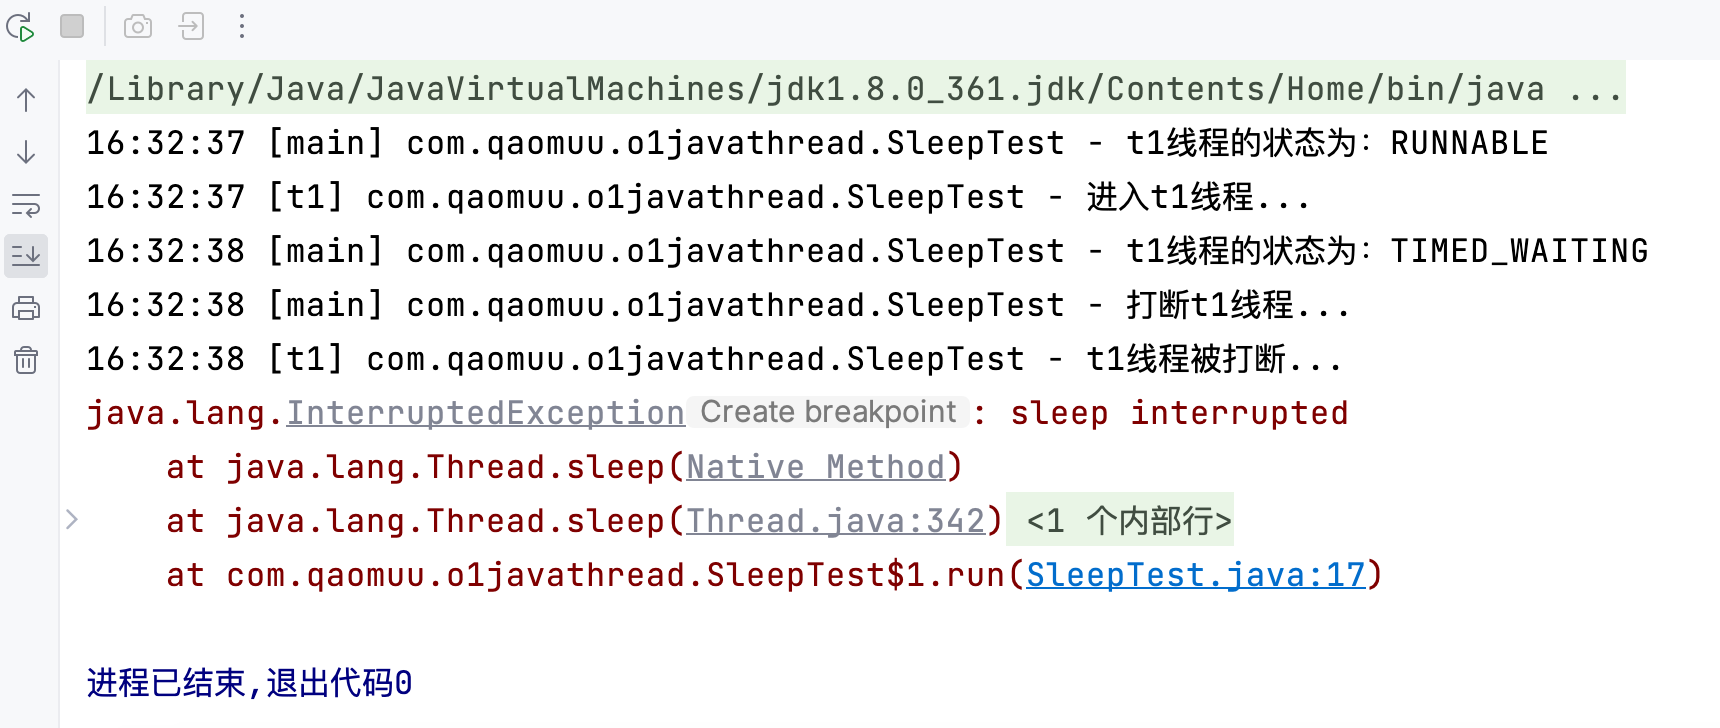 /Library/Java/JavaVirtualMachines/jdk1.8.0_361.jdk/Contents/Home/bin/java ...
16:32:37 [main] com.qaomuu.o1javathread.SleepTest - t1线程的状态为：RUNNABLE
16:32:37 [t1] com.qaomuu.o1javathread.SleepTest - 进入t1线程...
16:32:38 [main] com.qaomuu.o1javathread.SleepTest - t1线程的状态为：TIMED_WAITING
16:32:38 [main] com.qaomuu.o1javathread.SleepTest - 打断t1线程...
16:32:38 [t1] com.qaomuu.o1javathread.SleepTest - t1线程被打断...
java.lang.InterruptedException Create breakpoint : sleep interrupted
at java.lang.Thread.sleep(Native Method)
at java.lang.Thread.sleep(Thread.java:342) <1 个内部行>
at com.qaomuu.o1javathread.SleepTest$1.run(SleepTest.java:17)
进程已结束,退出代码0